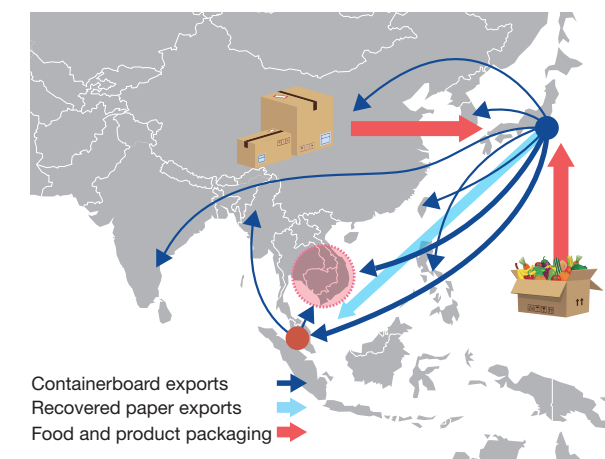 Containerboard exports
Recovered paper exports
Food and product packaging